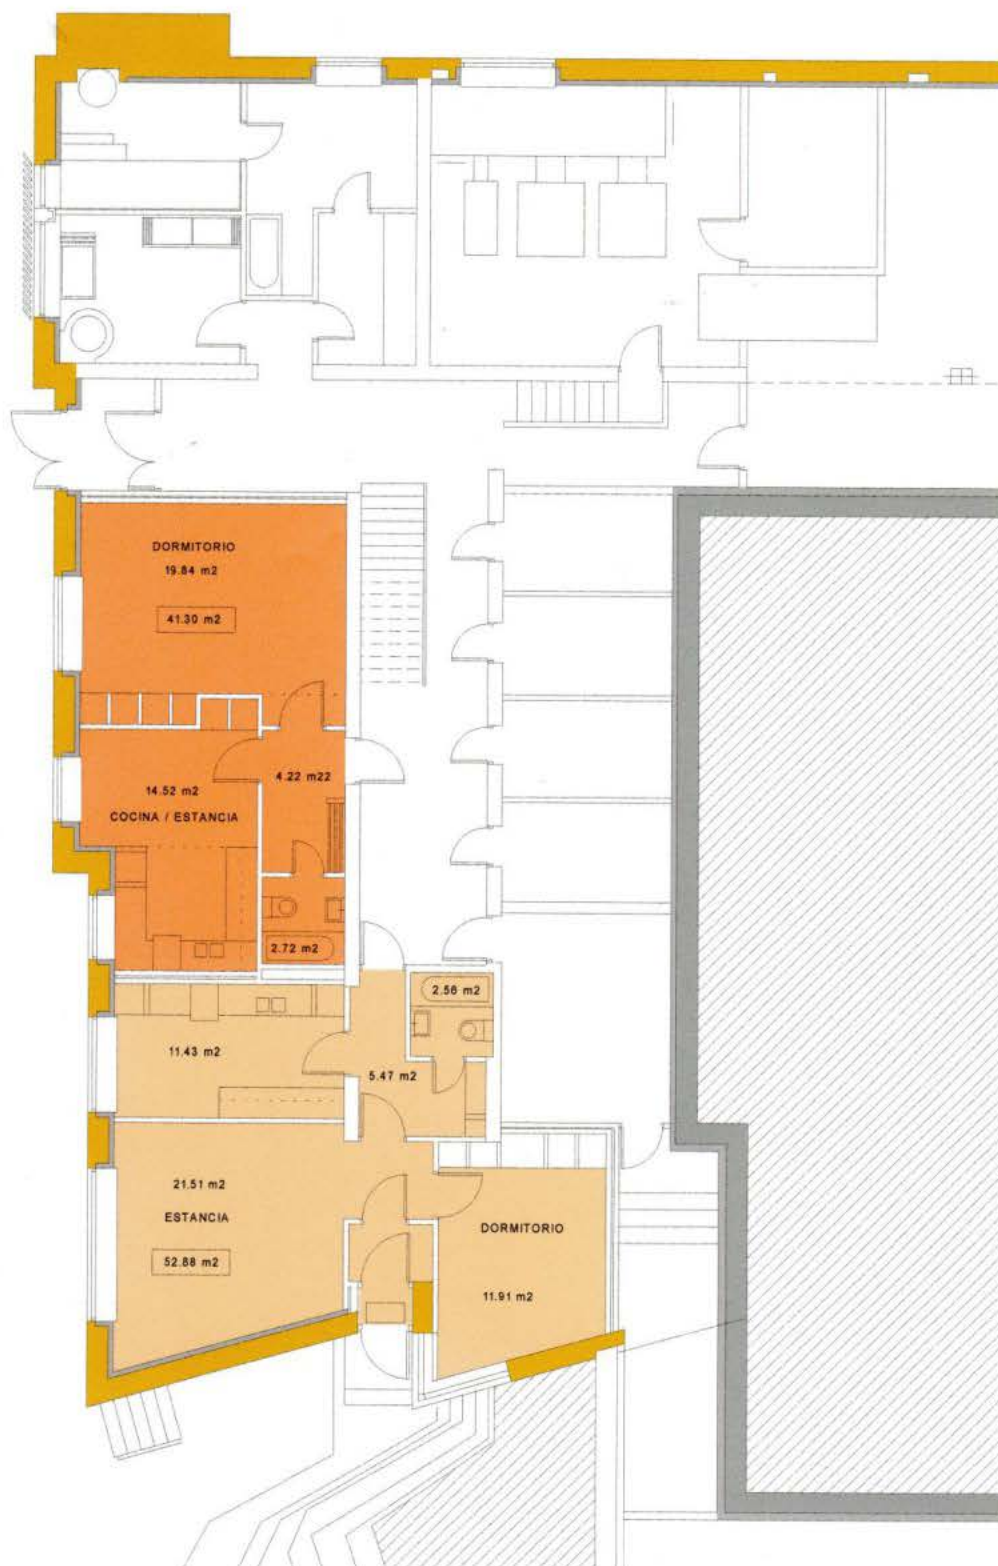 DORMITORIO
19.84 m2
41.30 m2
4.22 m22
14.52 m2
COCINA / ESTANCIA
2.72 m2
2.56 m2
11.43 m2
5.47 m2
21.51 m2
ESTANCIA
52.88 m2
DORMITORIO
11.91 m2